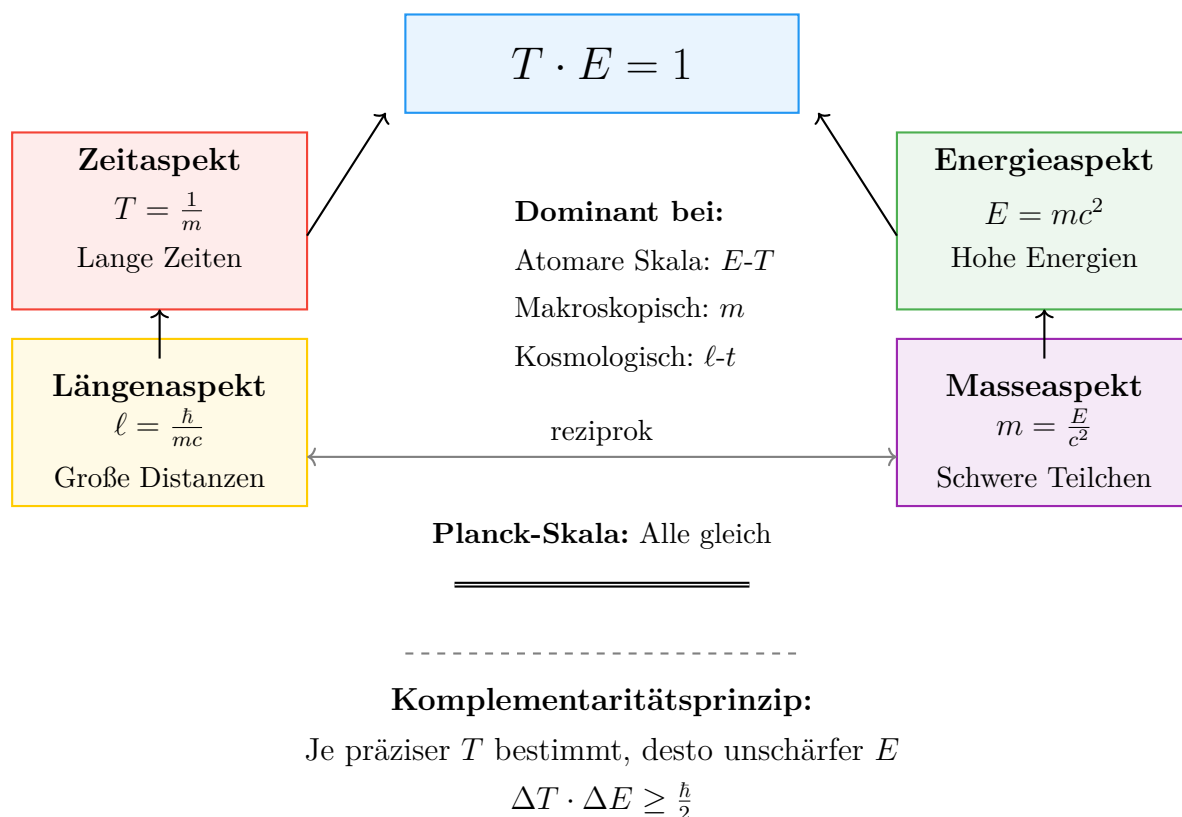 T · E = 1
Zeitaspekt
T = 1/m
Lange Zeiten
Energieaspekt
E = mc²
Hohe Energien
Dominant bei:
Atomare Skala: E-T
Makroskopisch: m
Kosmologisch: ℓ-t
Längenaspekt
ℓ = ħ/mc
Große Distanzen
reziprok
Masseaspekt
m = E/c²
Schwere Teilchen
Planck-Skala: Alle gleich
Komplementaritätsprinzip:
Je präziser T bestimmt, desto unschärfer E
ΔT · ΔE ≥ ħ/2